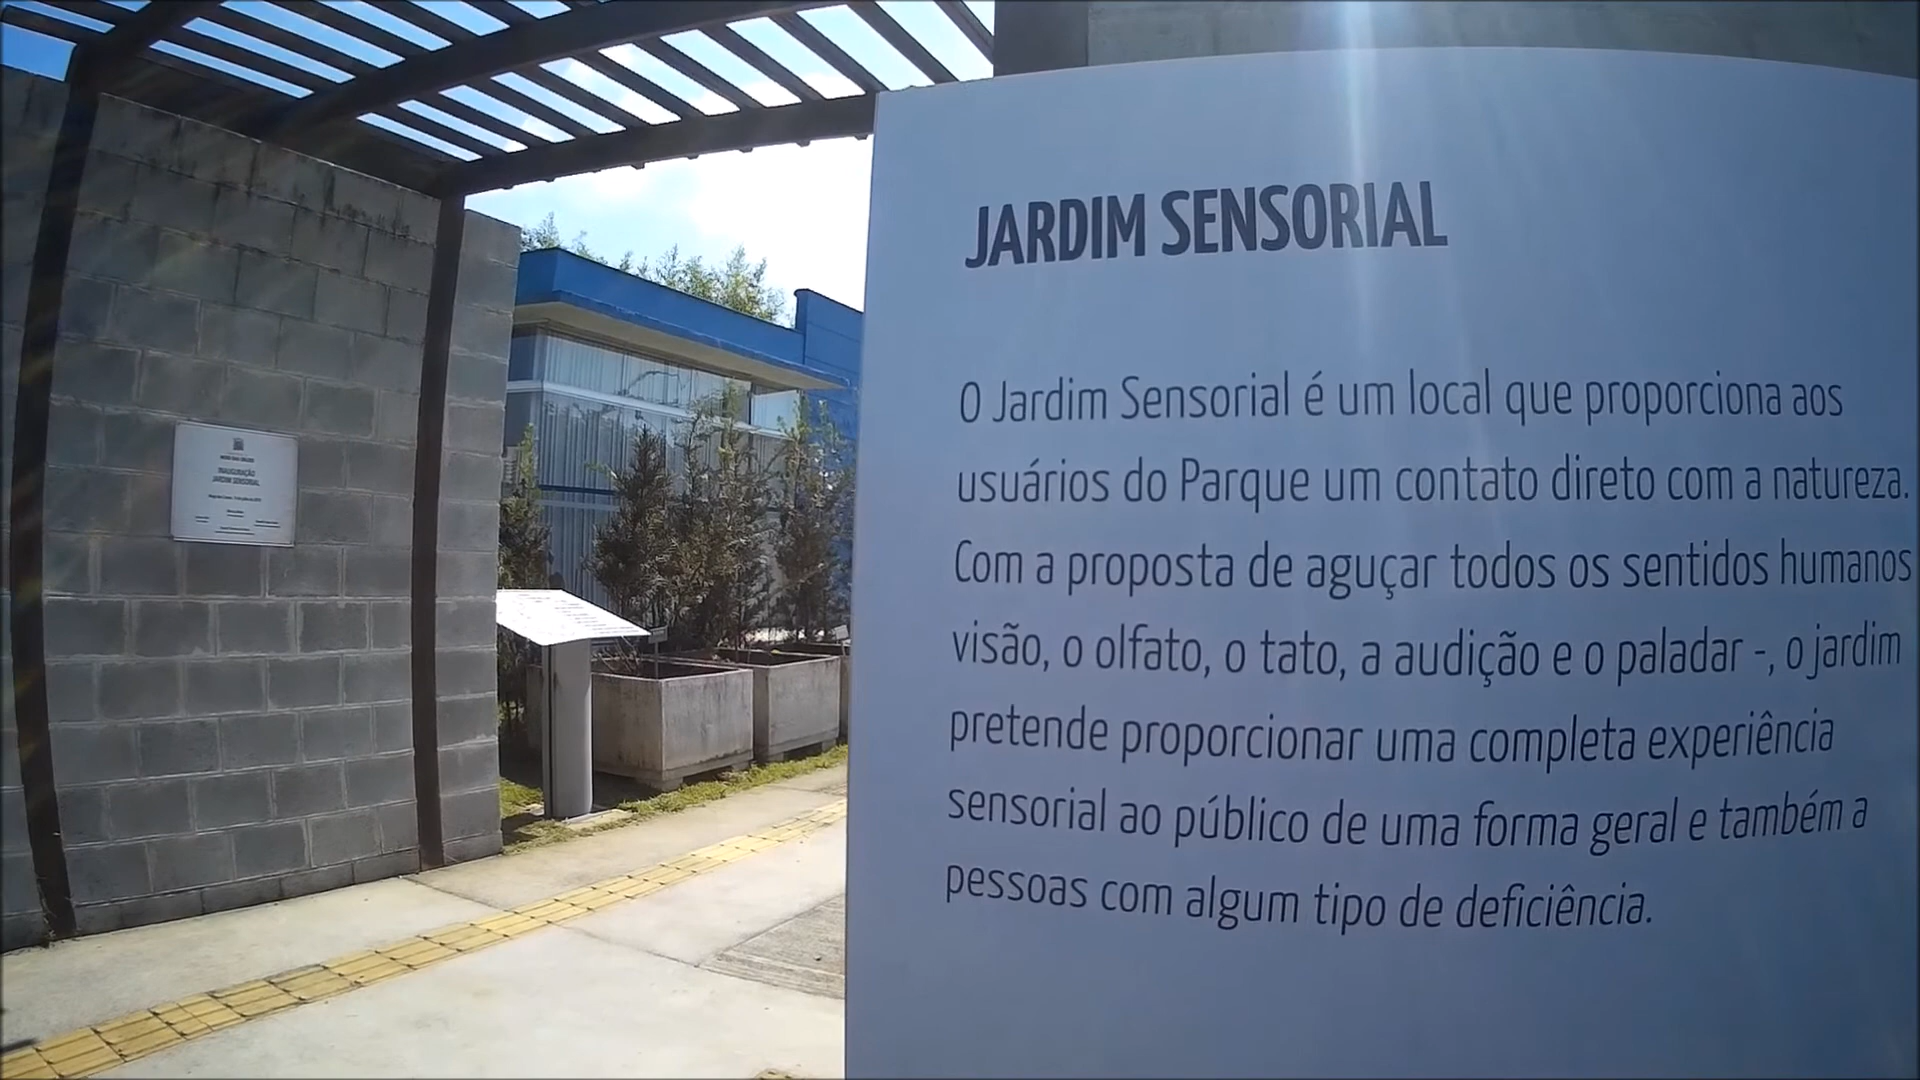 JARDIM SENSORIAL
O Jardim Sensorial é um local que proporciona aos
usuários do Parque um contato direto com a natureza.
Com a proposta de aguçar todos os sentidos humanos
visão, o olfato, o tato, a audição e o paladar -, o jardim
pretende proporcionar uma completa experiência
sensorial ao público de uma forma geral e também a
pessoas com algum tipo de deficiência.
INAUGURAÇÃO
JARDIM SENSORIAL